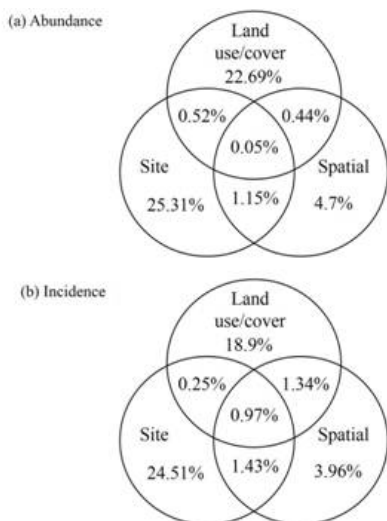 (a) Abundance
Land
use/cover
22.69%
0.52%
0.44%
0.05%
Site
Spatial
25.31%
1.15%
4.7%
(b) Incidence
Land
use/cover
18.9%
0.25%
1.34%
0.97%
Site
Spatial
24.51%
1.43%
3.96%